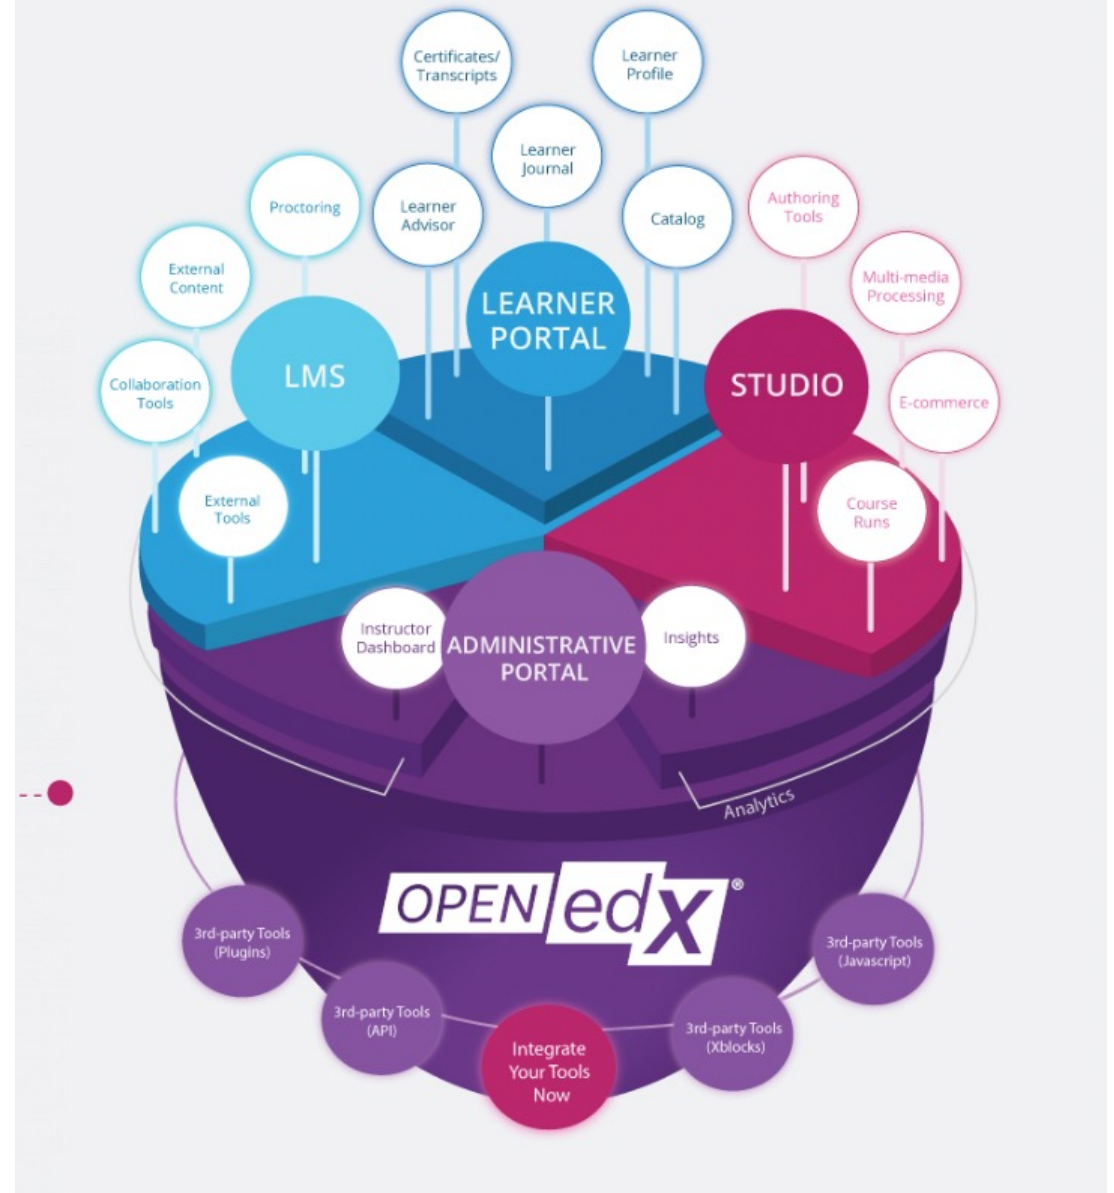 Certificates/
Transcripts
Learner
Profile
Learner
Journal
Proctoring
Learner
Advisor
Catalog
Authoring
Tools
External
Content
Multi-media
Processing
LEARNER
PORTAL
LMS
STUDIO
Collaboration
Tools
E-commerce
External
Tools
Course
Runs
Instructor
Dashboard
ADMINISTRATIVE
PORTAL
Insights
Analytics
OPEN edX®
3rd-party Tools
(Plugins)
3rd-party Tools
(Javascript)
3rd-party Tools
(API)
3rd-party Tools
(Xblocks)
Integrate
Your Tools
Now